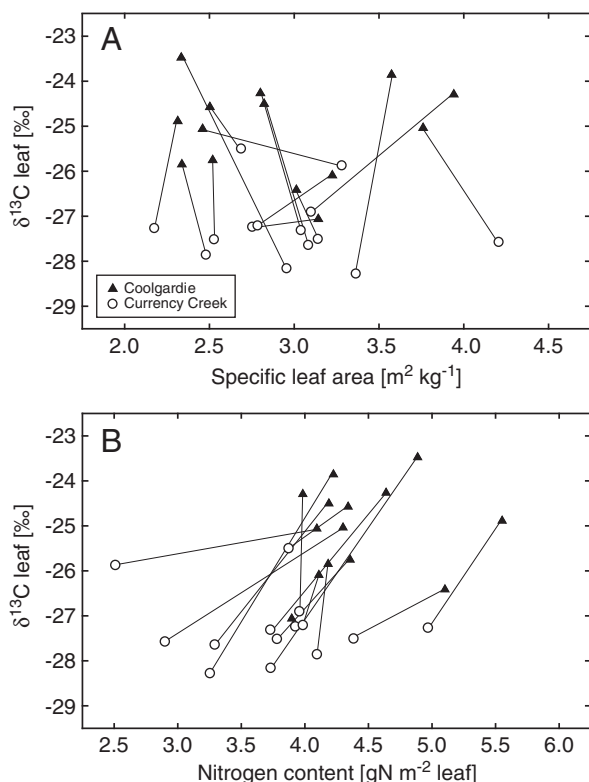 A
-23
-24
-25
-26
-27
-28
-29
δ13C leaf [‰]
▲ Coolgardie
○ Currency Creek
2.0 2.5 3.0 3.5 4.0 4.5
Specific leaf area [m2 kg-1]
B
-23
-24
-25
-26
-27
-28
-29
δ13C leaf [‰]
2.5 3.0 3.5 4.0 4.5 5.0 5.5 6.0
Nitrogen content [gN m-2 leaf]